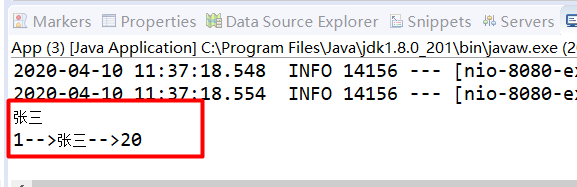 Markers Properties Data Source Explorer Snippets Servers
App (3) [Java Application] C:\Program Files\Java\jdk1.8.0_201\bin\javaw.exe (20
2020-04-10 11:37:18.548  INFO 14156 --- [nio-8080-ex
2020-04-10 11:37:18.554  INFO 14156 --- [nio-8080-ex
张三
1-->张三-->20